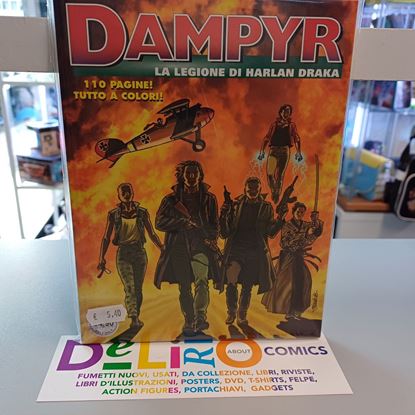 DAMPYR
LA LEGIONE DI HARLAN DRAKA
110 PAGINE!
TUTTO A COLORI!
€ 5,40
DeLiRio ABOUT COMICS
FUMETTI NUOVI, USATI, DA COLLEZIONE, LIBRI, RIVISTE,
LIBRI D'ILLUSTRAZIONI, POSTERS, DVD, T-SHIRTS, FELPE,
ACTION FIGURES, PORTACHIAVI, GADGETS